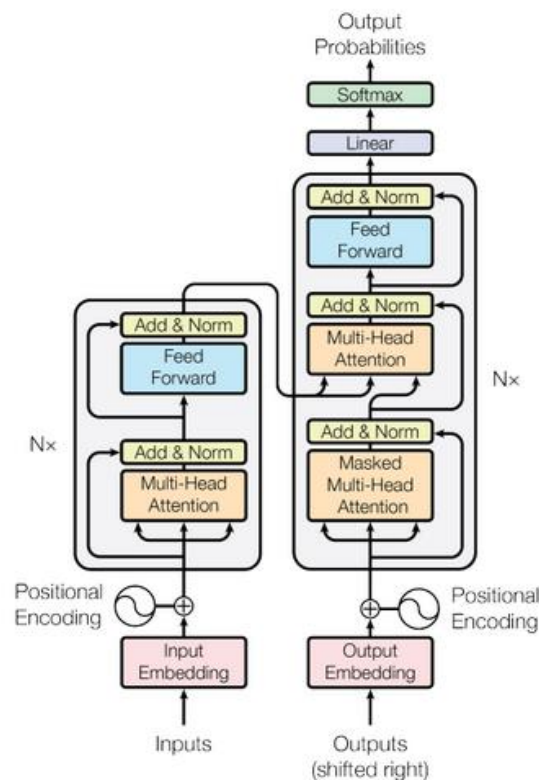 Output
Probabilities
Softmax
Linear
Add & Norm
Feed
Forward
Add & Norm
Multi-Head
Attention
N×
Add & Norm
Masked
Multi-Head
Attention
Add & Norm
Feed
Forward
N×
Add & Norm
Multi-Head
Attention
Positional
Encoding
Positional
Encoding
Input
Embedding
Output
Embedding
Inputs
Outputs
(shifted right)